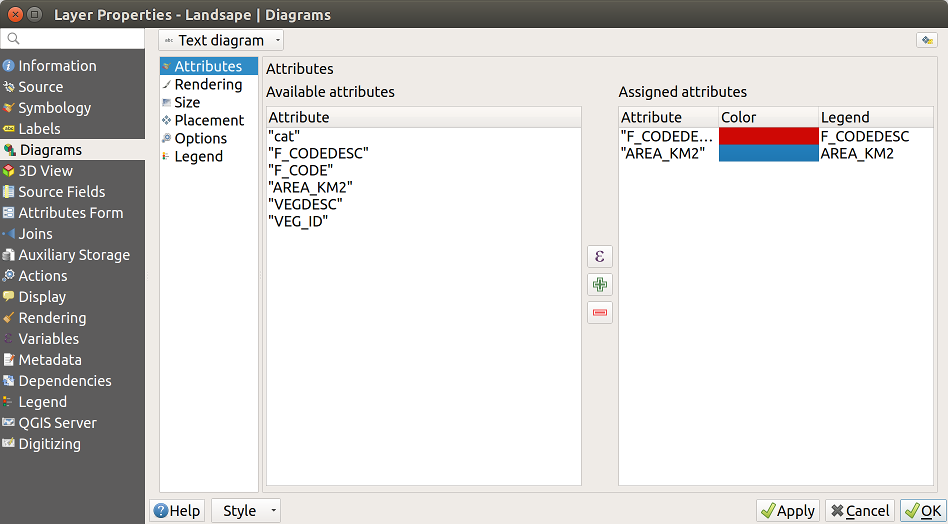 Layer Properties - Landsape | Diagrams
abc Text diagram
Information
Source
Symbology
abc Labels
Diagrams
3D View
Source Fields
Attributes Form
Joins
Auxiliary Storage
Actions
Display
Rendering
ε Variables
Metadata
Dependencies
Legend
QGIS Server
Digitizing
Attributes
Rendering
Size
Placement
Options
Legend
Attributes
Available attributes
Attribute
"cat"
"F_CODEDESC"
"F_CODE"
"AREA_KM2"
"VEGDESC"
"VEG_ID"
ε
Assigned attributes
Attribute Color Legend
"F_CODEDE... F_CODEDESC
"AREA_KM2" AREA_KM2
? Help
Style
Apply
Cancel
OK